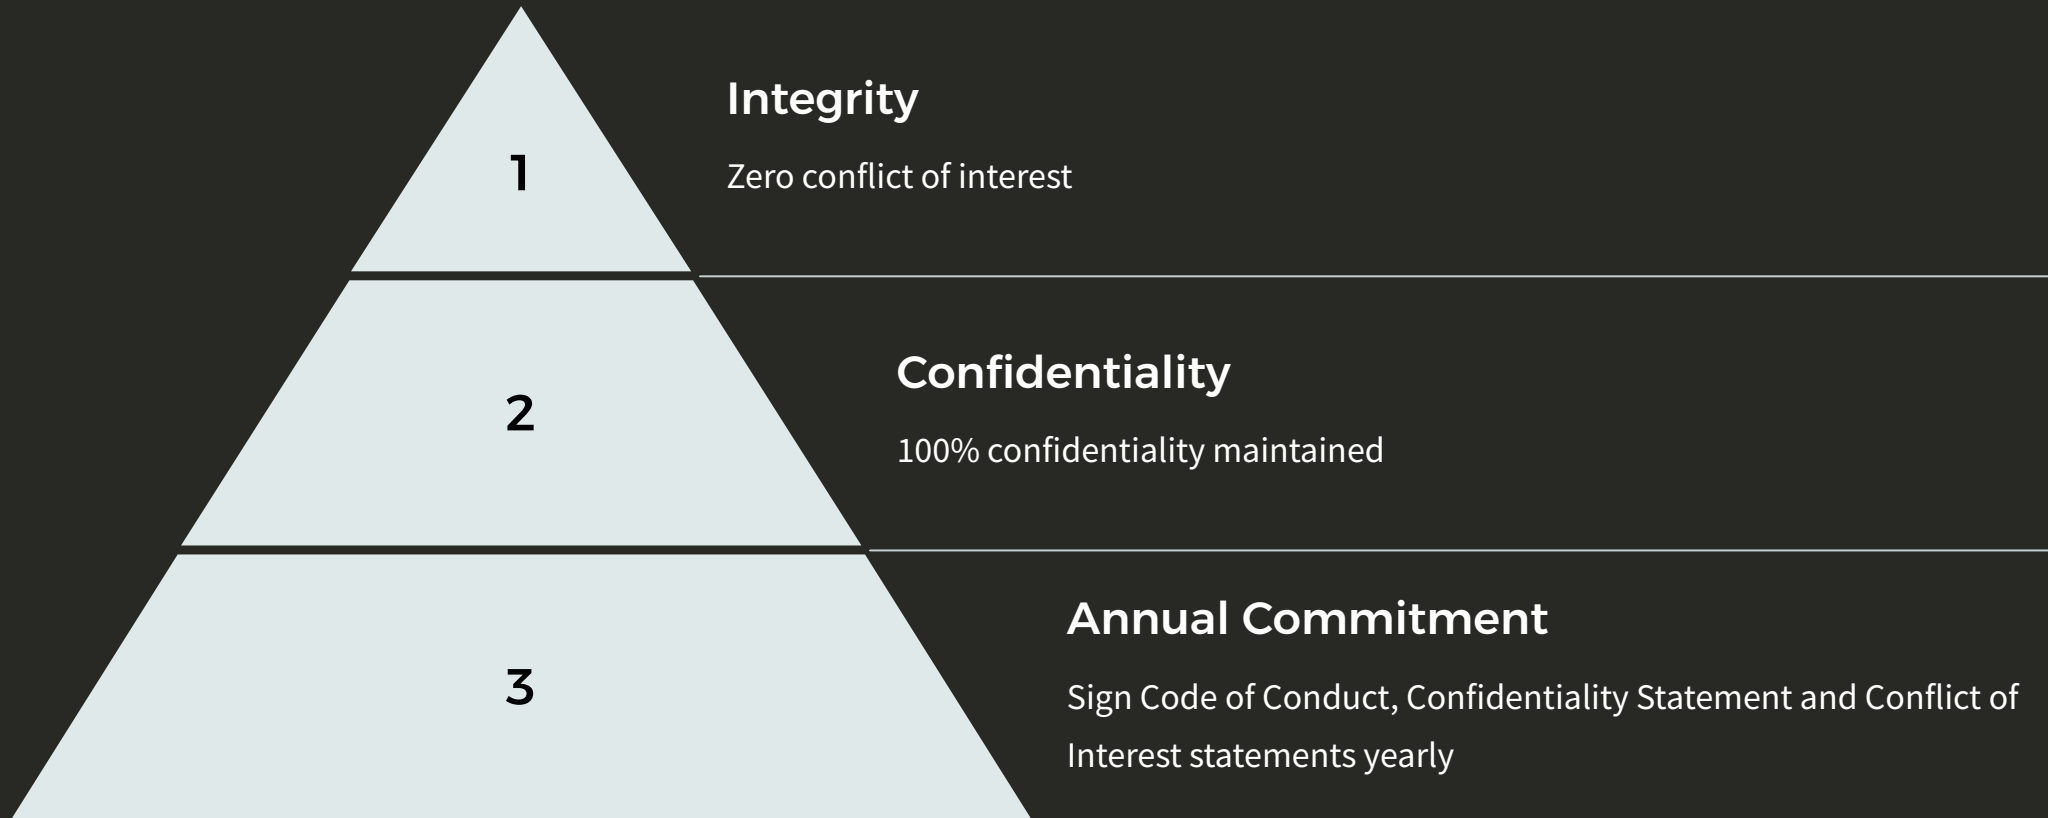 1
Integrity
Zero conflict of interest
2
Confidentiality
100% confidentiality maintained
3
Annual Commitment
Sign Code of Conduct, Confidentiality Statement and Conflict of
Interest statements yearly